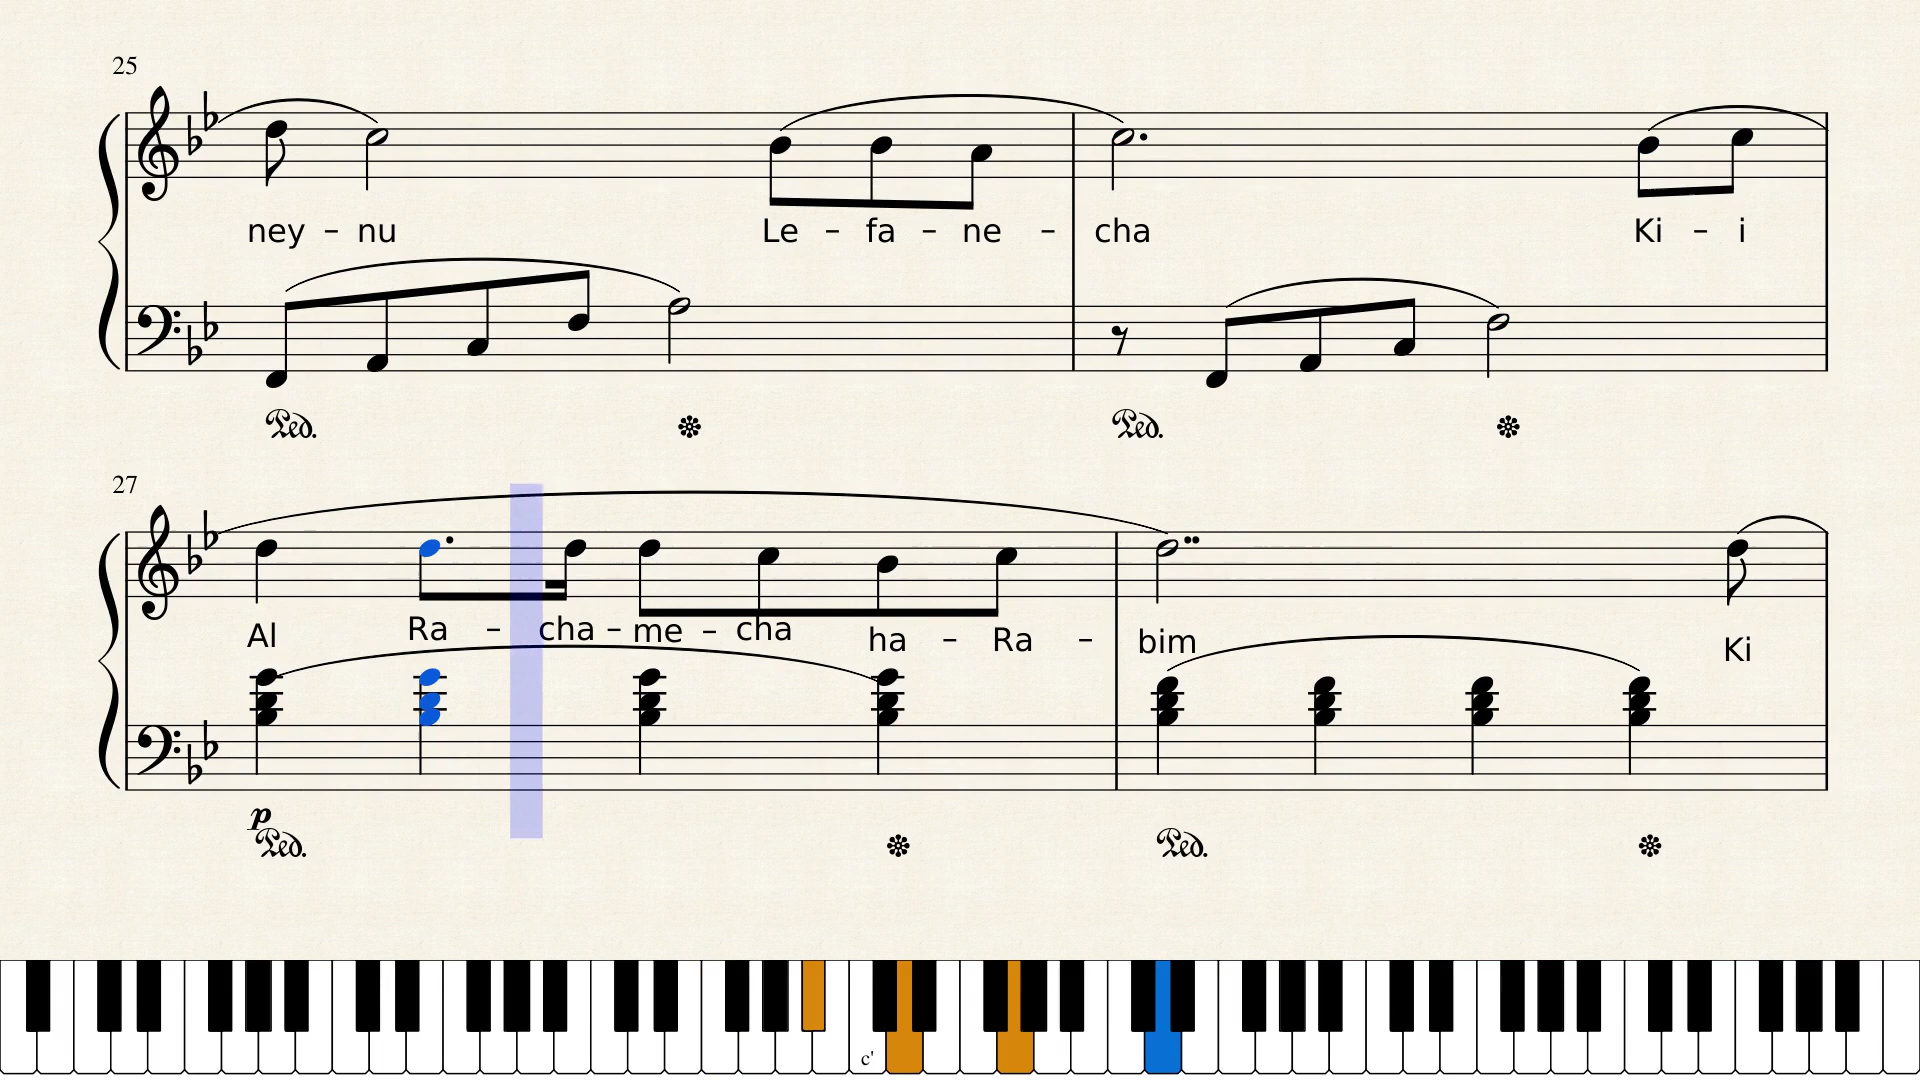 25
ney – nu Le – fa – ne – cha Ki – i
27
Al Ra – cha – me – cha ha – Ra – bim Ki
p
c'